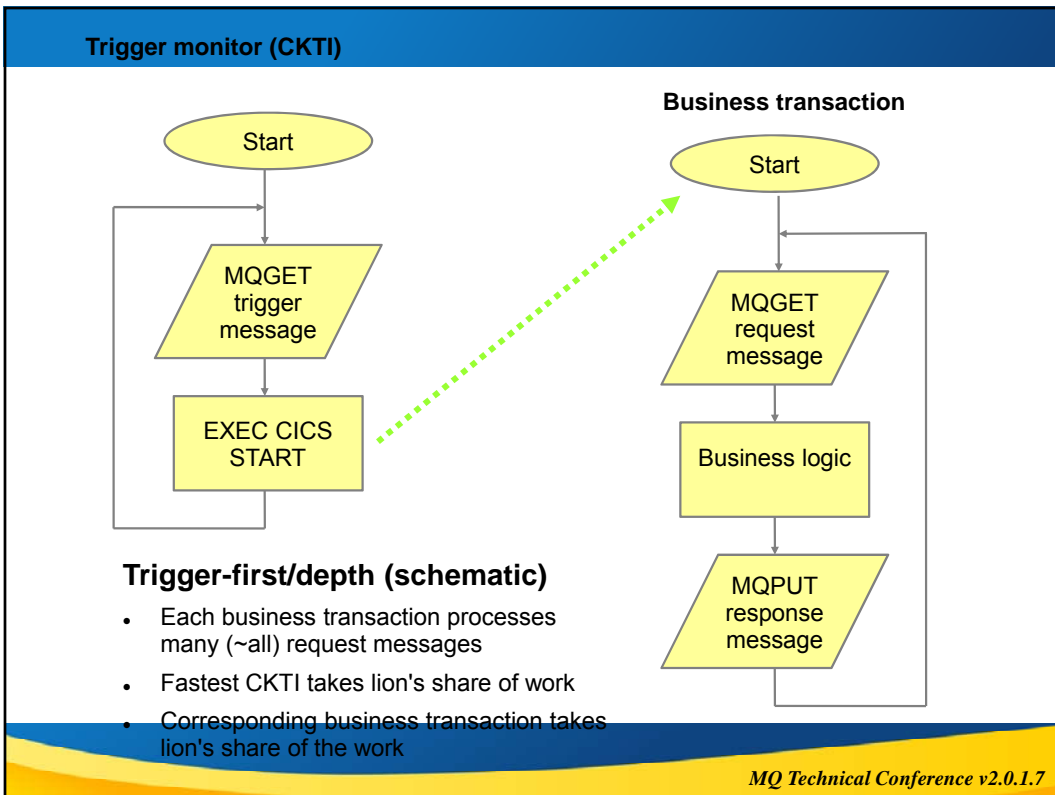 Trigger monitor (CKTI)
Business transaction
Start
MQGET
trigger
message
EXEC CICS
START
Start
MQGET
request
message
Business logic
MQPUT
response
message
Trigger-first/depth (schematic)
• Each business transaction processes
many (~all) request messages
• Fastest CKTI takes lion's share of work
• Corresponding business transaction takes
lion's share of the work
MQ Technical Conference v2.0.1.7